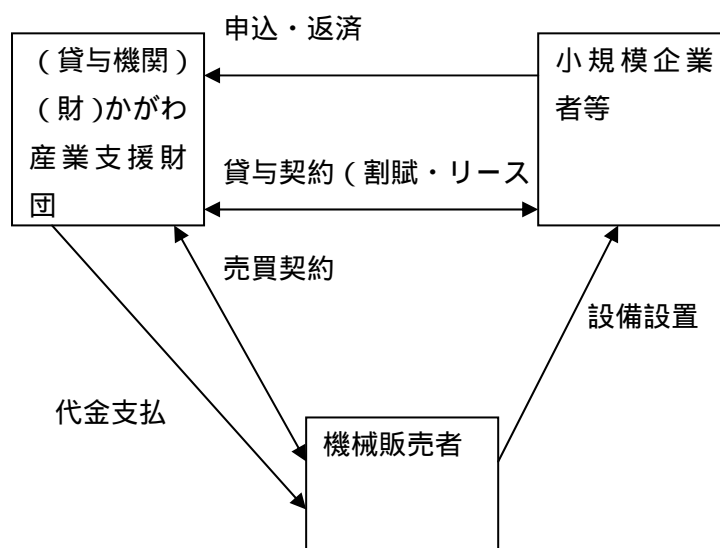 申込・返済
(貸与機関)
(財)かがわ
産業支援財
団
小規模企業
者等
貸与契約(割賦・リース
売買契約
設備設置
代金支払
機械販売者